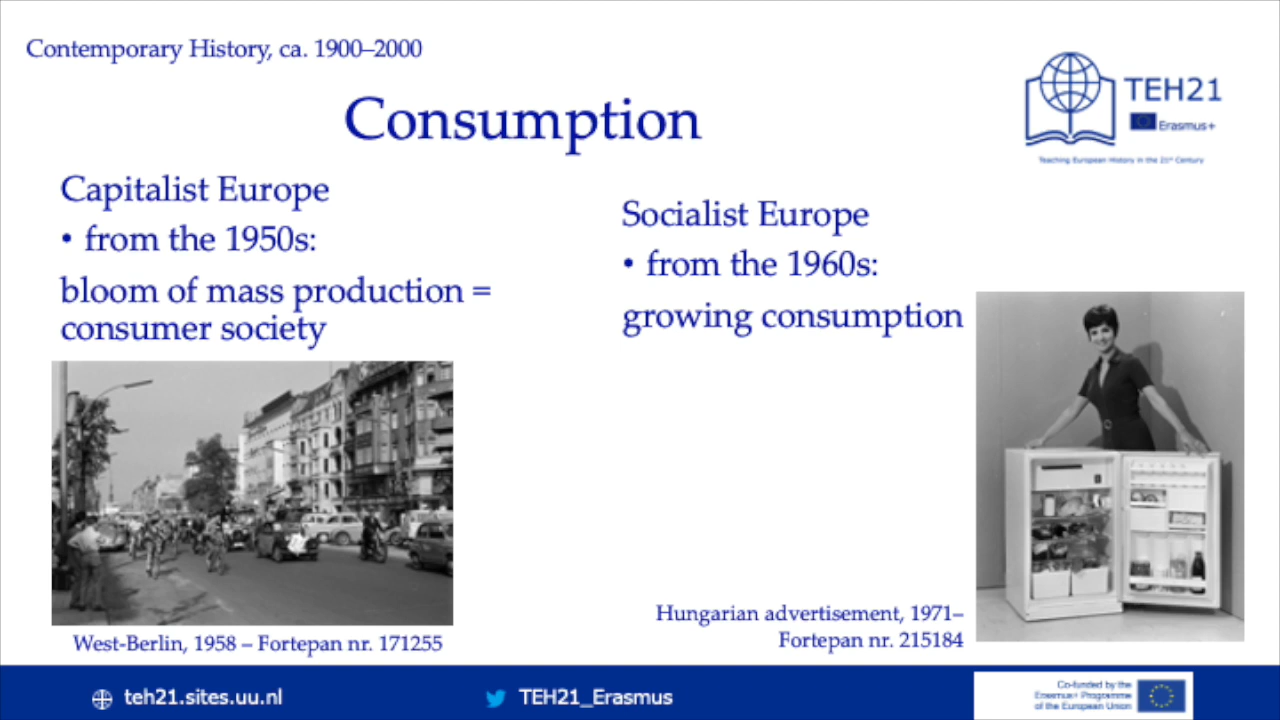 Contemporary History, ca. 1900–2000
TEH21
Erasmus+
Teaching European History in the 21st Century
Consumption
Capitalist Europe
• from the 1950s:
bloom of mass production =
consumer society
West-Berlin, 1958 – Fortepan nr. 171255
Socialist Europe
• from the 1960s:
growing consumption
Hungarian advertisement, 1971–
Fortepan nr. 215184
teh21.sites.uu.nl
TEH21_Erasmus
Co-funded by the
Erasmus+ Programme
of the European Union